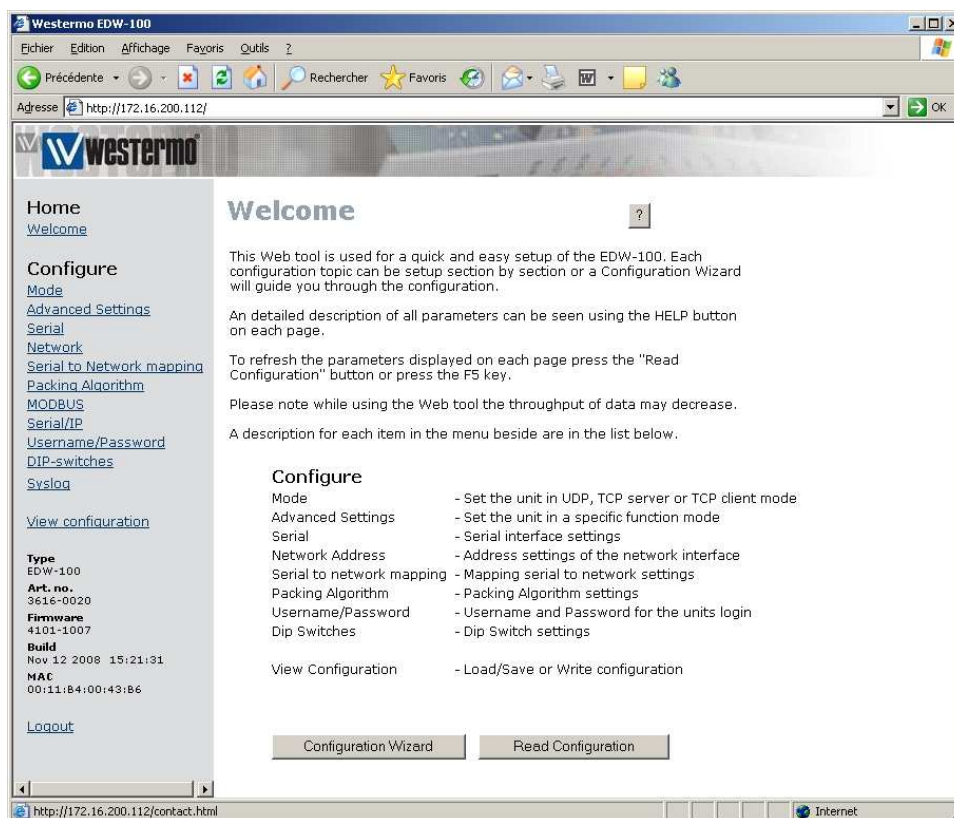 Westermo EDW-100
Fichier Edition Affichage Favoris Outils ?
Précédente Rechercher Favoris
Adresse http://172.16.200.112/ OK
westermo
Home
Welcome
Configure
Mode
Advanced Settings
Serial
Network
Serial to Network mapping
Packing Algorithm
MODBUS
Serial/IP
Username/Password
DIP-switches
Syslog
View configuration
Type
EDW-100
Art. no.
3616-0020
Firmware
4101-1007
Build
Nov 12 2008 15:21:31
MAC
00:11:B4:00:43:B6
Logout
Welcome ?
This Web tool is used for a quick and easy setup of the EDW-100. Each
configuration topic can be setup section by section or a Configuration Wizard
will guide you through the configuration.
An detailed description of all parameters can be seen using the HELP button
on each page.
To refresh the parameters displayed on each page press the "Read
Configuration" button or press the F5 key.
Please note while using the Web tool the throughput of data may decrease.
A description for each item in the menu beside are in the list below.
Configure
Mode - Set the unit in UDP, TCP server or TCP client mode
Advanced Settings - Set the unit in a specific function mode
Serial - Serial interface settings
Network Address - Address settings of the network interface
Serial to network mapping - Mapping serial to network settings
Packing Algorithm - Packing Algorithm settings
Username/Password - Username and Password for the units login
Dip Switches - Dip Switch settings
View Configuration - Load/Save or Write configuration
Configuration Wizard Read Configuration
http://172.16.200.112/contact.html Internet